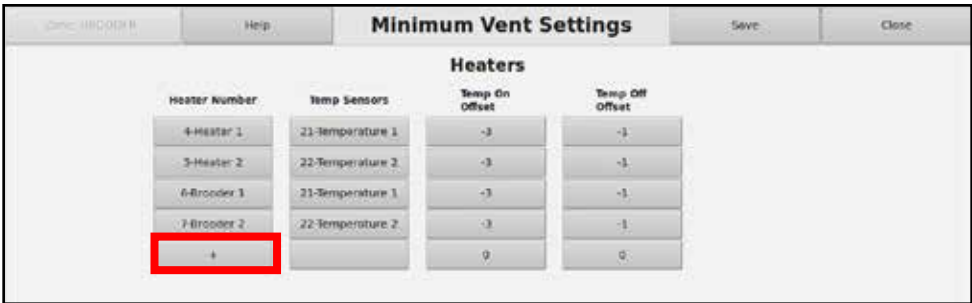 Zone: BROODER Help Minimum Vent Settings Save Close
Heaters
Heater Number Temp Sensors Temp On Offset Temp Off Offset
4-Heater 1 21-Temperature 1 -3 -1
5-Heater 2 22-Temperature 2 -3 -1
6-Brooder 1 21-Temperature 1 -3 -1
7-Brooder 2 22-Temperature 2 -3 -1
+ 0 0